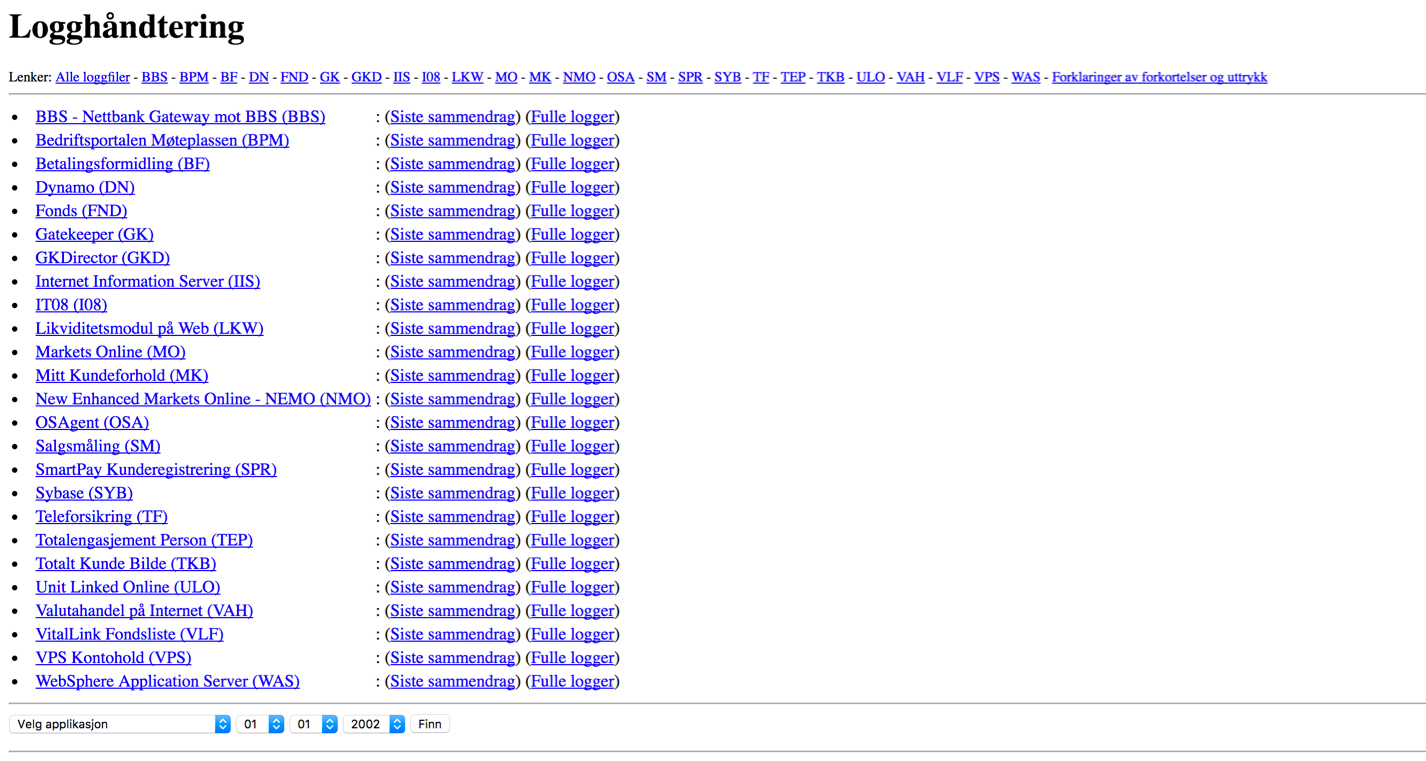 Logghåndtering
Lenker: Alle loggfiler - BBS - BPM - BF - DN - FND - GK - GKD - IIS - I08 - LKW - MO - MK - NMO - OSA - SM - SPR - SYB - TF - TEP - TKB - ULO - VAH - VLF - VPS - WAS - Forklaringer av forkortelser og uttrykk
• BBS - Nettbank Gateway mot BBS (BBS) : (Siste sammendrag) (Fulle logger)
• Bedriftsportalen Møteplassen (BPM) : (Siste sammendrag) (Fulle logger)
• Betalingsformidling (BF) : (Siste sammendrag) (Fulle logger)
• Dynamo (DN) : (Siste sammendrag) (Fulle logger)
• Fonds (FND) : (Siste sammendrag) (Fulle logger)
• Gatekeeper (GK) : (Siste sammendrag) (Fulle logger)
• GKDirector (GKD) : (Siste sammendrag) (Fulle logger)
• Internet Information Server (IIS) : (Siste sammendrag) (Fulle logger)
• IT08 (I08) : (Siste sammendrag) (Fulle logger)
• Likviditetsmodul på Web (LKW) : (Siste sammendrag) (Fulle logger)
• Markets Online (MO) : (Siste sammendrag) (Fulle logger)
• Mitt Kundeforhold (MK) : (Siste sammendrag) (Fulle logger)
• New Enhanced Markets Online - NEMO (NMO) : (Siste sammendrag) (Fulle logger)
• OSAgent (OSA) : (Siste sammendrag) (Fulle logger)
• Salgsmåling (SM) : (Siste sammendrag) (Fulle logger)
• SmartPay Kunderegistrering (SPR) : (Siste sammendrag) (Fulle logger)
• Sybase (SYB) : (Siste sammendrag) (Fulle logger)
• Teleforsikring (TF) : (Siste sammendrag) (Fulle logger)
• Totalengasjement Person (TEP) : (Siste sammendrag) (Fulle logger)
• Totalt Kunde Bilde (TKB) : (Siste sammendrag) (Fulle logger)
• Unit Linked Online (ULO) : (Siste sammendrag) (Fulle logger)
• Valutahandel på Internet (VAH) : (Siste sammendrag) (Fulle logger)
• VitalLink Fondsliste (VLF) : (Siste sammendrag) (Fulle logger)
• VPS Kontohold (VPS) : (Siste sammendrag) (Fulle logger)
• WebSphere Application Server (WAS) : (Siste sammendrag) (Fulle logger)
Velg applikasjon 01 01 2002 Finn